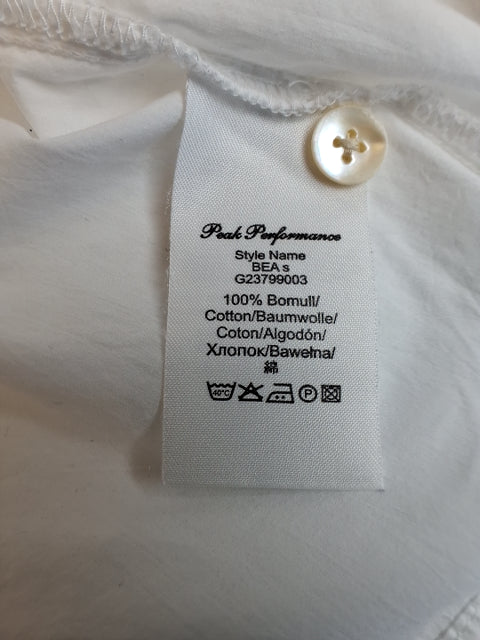 Peak Performance
Style Name
BEA s
G23799003
100% Bomull/
Cotton/Baumwolle/
Coton/Algodón/
Хлопок/Bawełna/
綿
40°C P